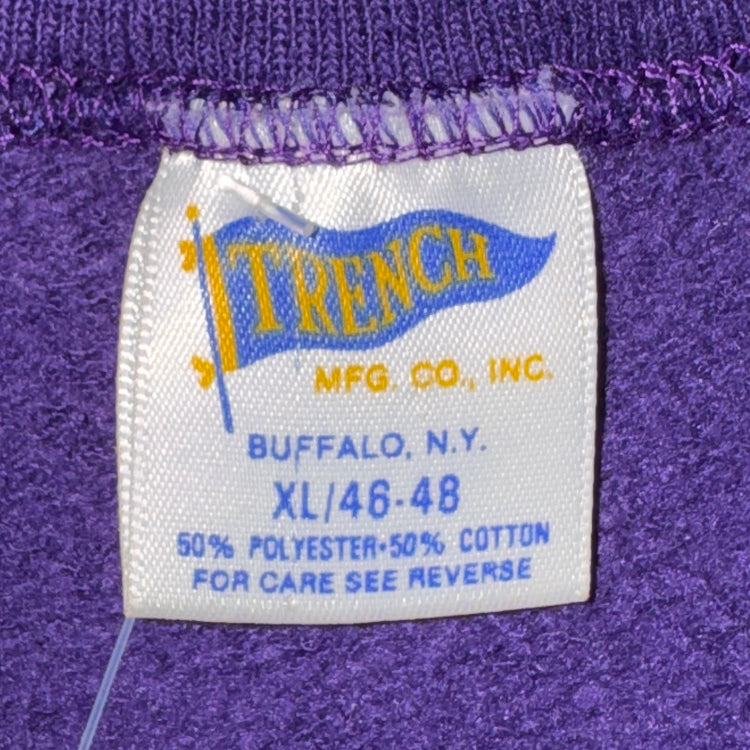 TRENCH
MFG. CO., INC.
BUFFALO, N.Y.
XL/46-48
50% POLYESTER•50% COTTON
FOR CARE SEE REVERSE